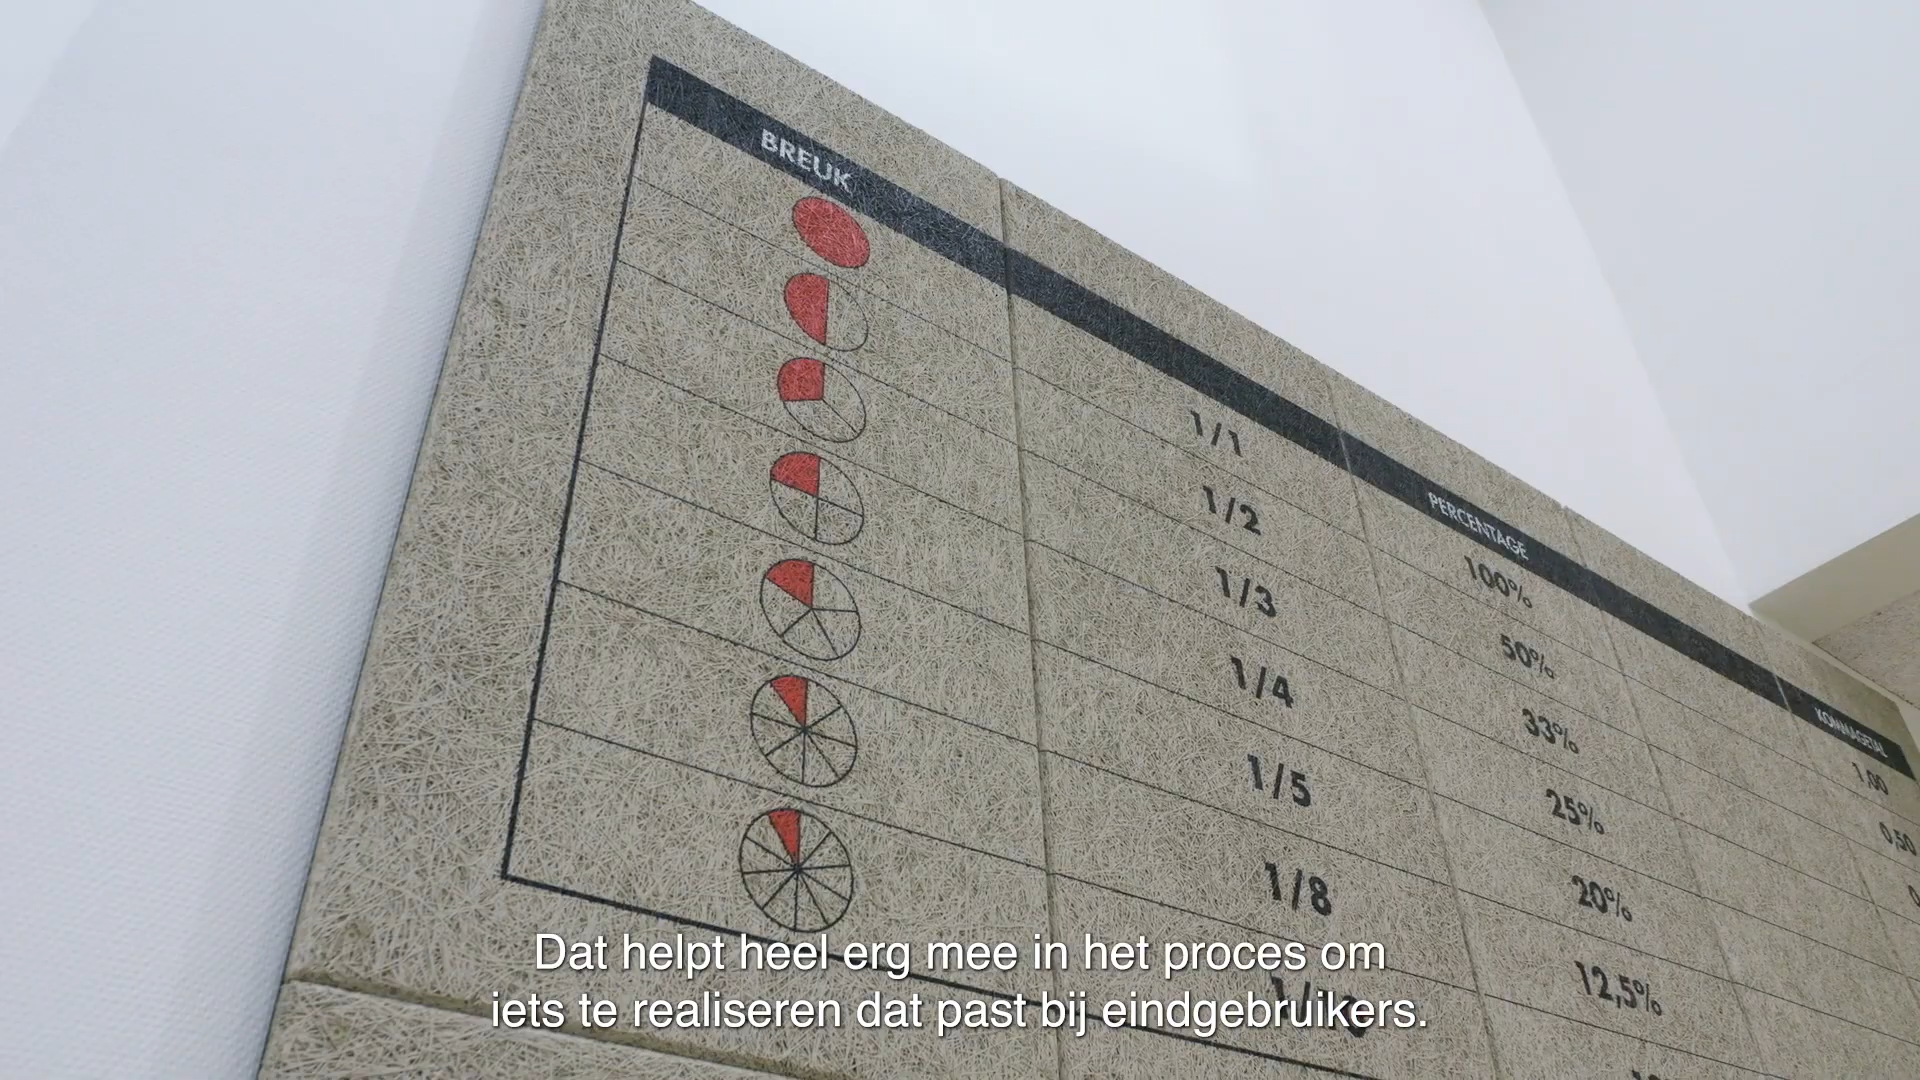 BREUK PERCENTAGE KOMMAGETAL
1/1 100% 1,00
1/2 50% 0,50
1/3 33%
1/4 25%
1/5 20%
1/8 12,5%
Dat helpt heel erg mee in het proces om
iets te realiseren dat past bij eindgebruikers.